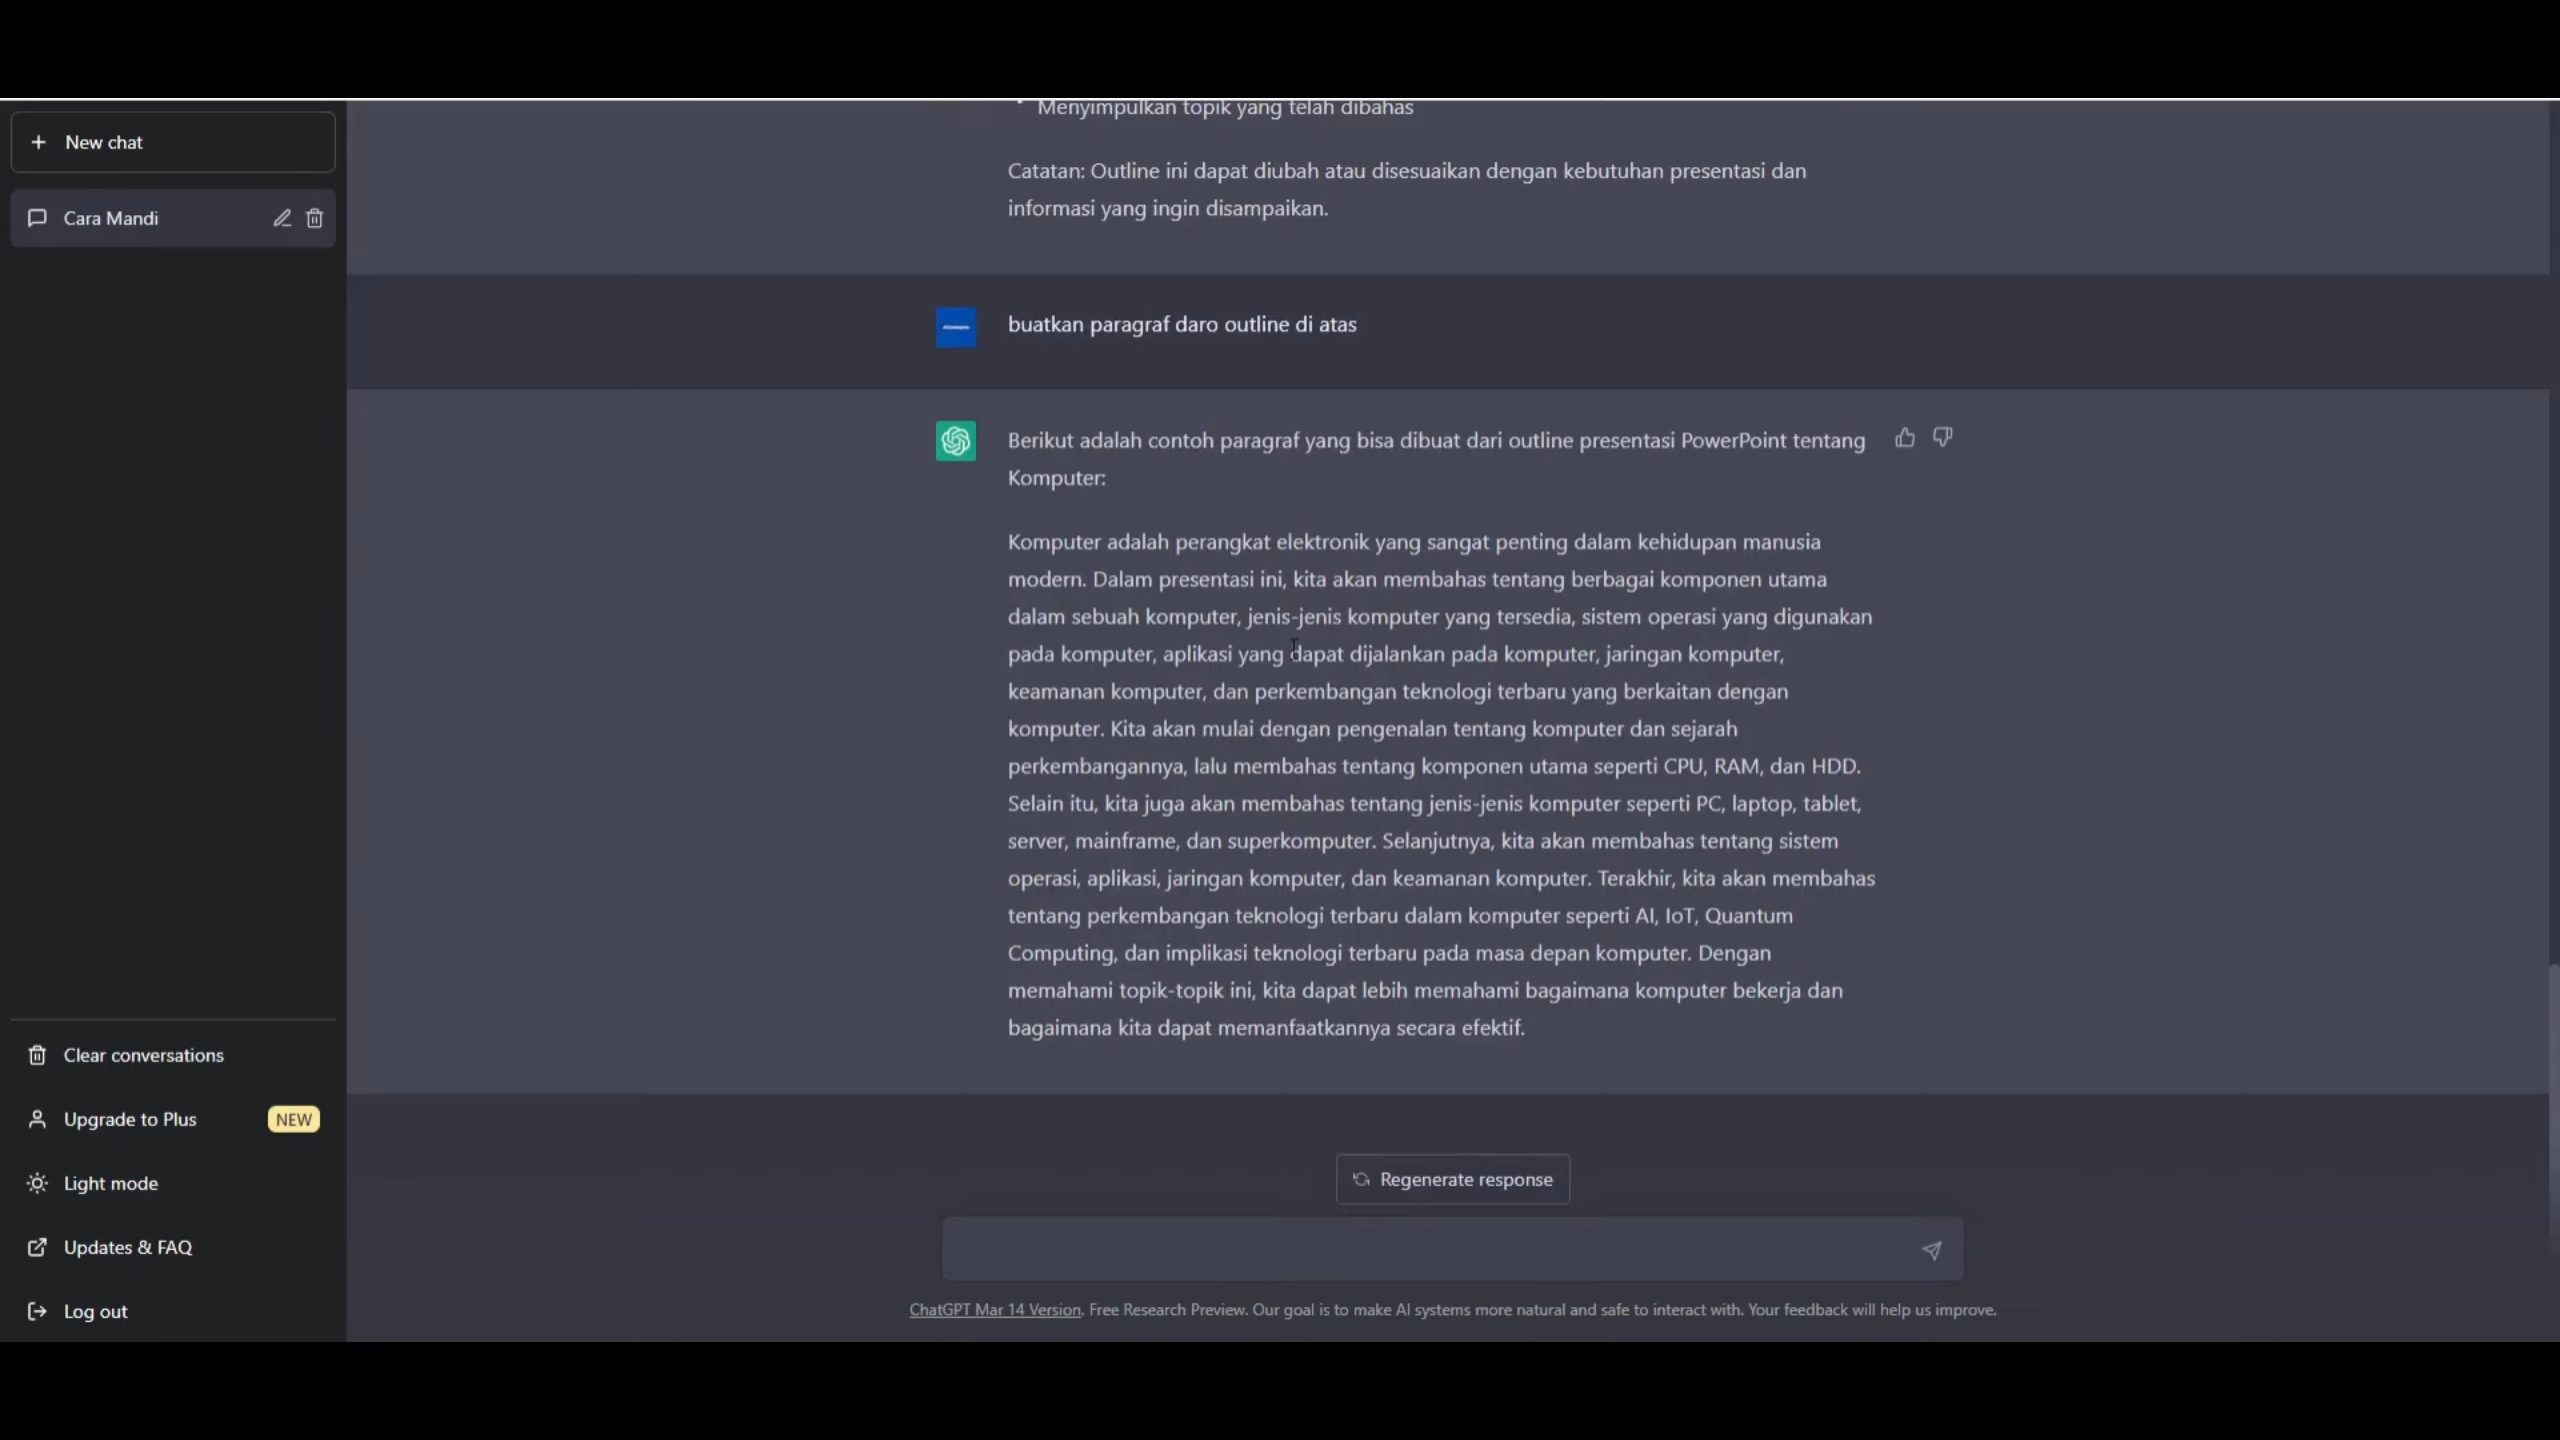 New chat
Cara Mandi
Clear conversations
Upgrade to Plus
NEW
Light mode
Updates & FAQ
Log out
Menyimpulkan topik yang telah dibahas
Catatan: Outline ini dapat diubah atau disesuaikan dengan kebutuhan presentasi dan
informasi yang ingin disampaikan.
buatkan paragraf daro outline di atas
Berikut adalah contoh paragraf yang bisa dibuat dari outline presentasi PowerPoint tentang
Komputer:
Komputer adalah perangkat elektronik yang sangat penting dalam kehidupan manusia
modern. Dalam presentasi ini, kita akan membahas tentang berbagai komponen utama
dalam sebuah komputer, jenis-jenis komputer yang tersedia, sistem operasi yang digunakan
pada komputer, aplikasi yang dapat dijalankan pada komputer, jaringan komputer,
keamanan komputer, dan perkembangan teknologi terbaru yang berkaitan dengan
komputer. Kita akan mulai dengan pengenalan tentang komputer dan sejarah
perkembangannya, lalu membahas tentang komponen utama seperti CPU, RAM, dan HDD.
Selain itu, kita juga akan membahas tentang jenis-jenis komputer seperti PC, laptop, tablet,
server, mainframe, dan superkomputer. Selanjutnya, kita akan membahas tentang sistem
operasi, aplikasi, jaringan komputer, dan keamanan komputer. Terakhir, kita akan membahas
tentang perkembangan teknologi terbaru dalam komputer seperti AI, IoT, Quantum
Computing, dan implikasi teknologi terbaru pada masa depan komputer. Dengan
memahami topik-topik ini, kita dapat lebih memahami bagaimana komputer bekerja dan
bagaimana kita dapat memanfaatkannya secara efektif.
Regenerate response
ChatGPT Mar 14 Version. Free Research Preview. Our goal is to make AI systems more natural and safe to interact with. Your feedback will help us improve.